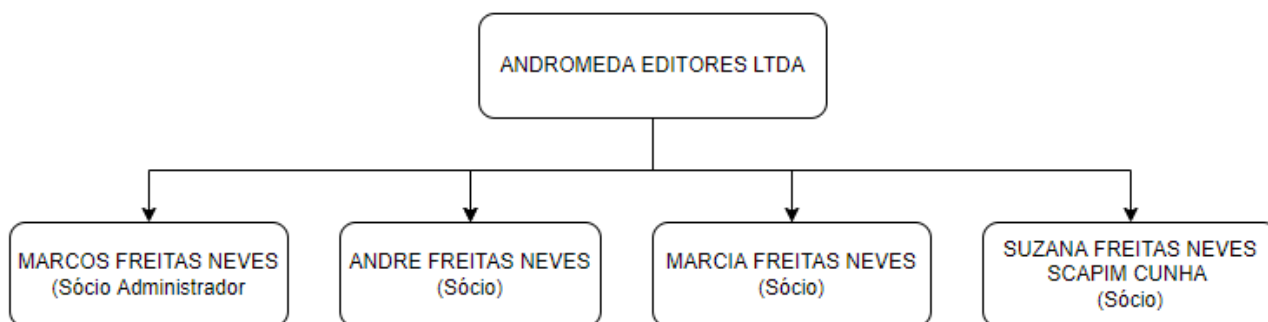 ANDROMEDA EDITORES LTDA
MARCOS FREITAS NEVES
(Sócio Administrador
ANDRE FREITAS NEVES
(Sócio)
MARCIA FREITAS NEVES
(Sócio)
SUZANA FREITAS NEVES
SCAPIM CUNHA
(Sócio)